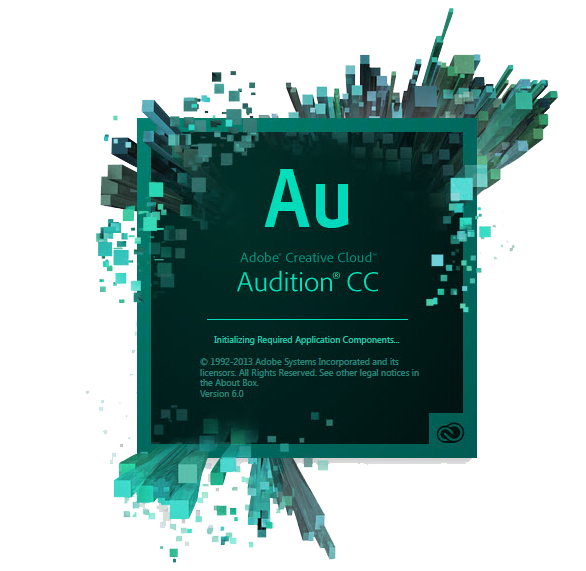 Au
Adobe® Creative Cloud™
Audition® CC
Initializing Required Application Components...
© 1992-2013 Adobe Systems Incorporated and its
licensors. All Rights Reserved. See other legal notices in
the About Box.
Version 6.0